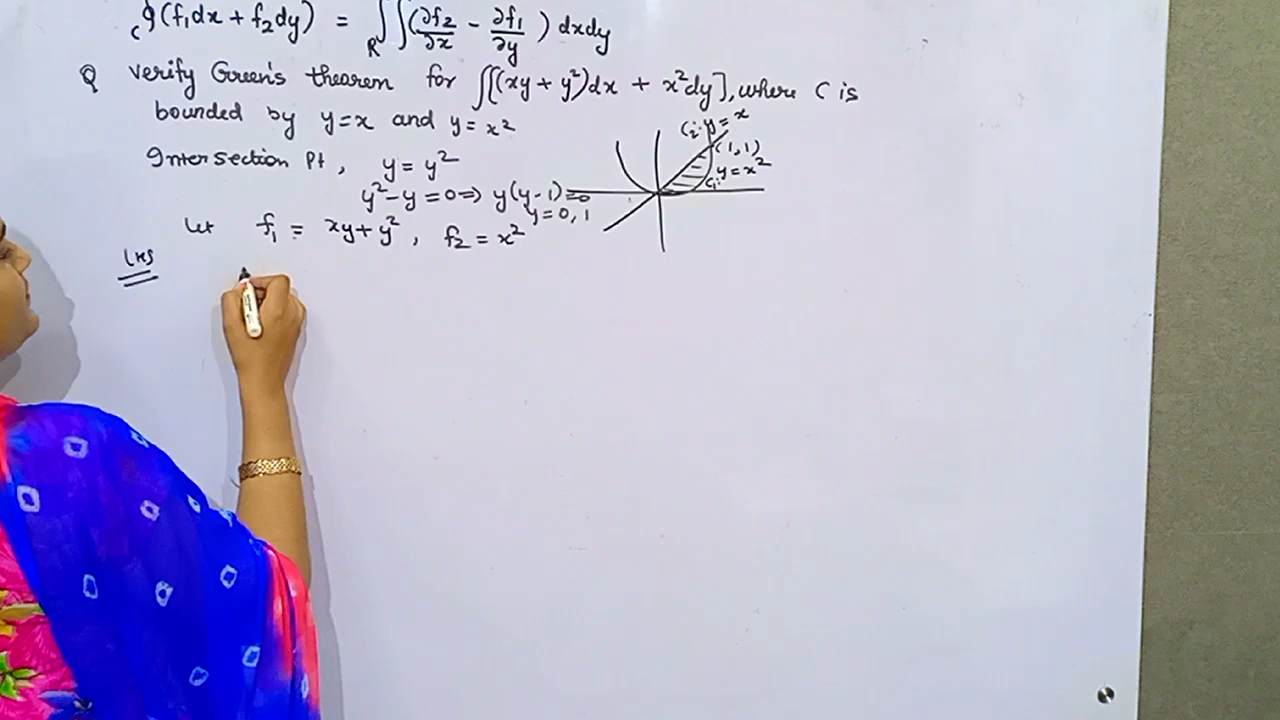 ∮c (f₁dx + f₂dy) = ∬R (∂f₂/∂x - ∂f₁/∂y) dxdy
Q verify Green's theorem for ∫[(xy + y²)dx + x²dy], where C is
bounded by y=x and y=x²
Intersection Pt, y = y²
y²-y=0 ⇒ y(y-1)=0
y=0,1
C₂: y=x
(1,1)
y=x²
C₁:
Let f₁ = xy+y², f₂ = x²
LHS